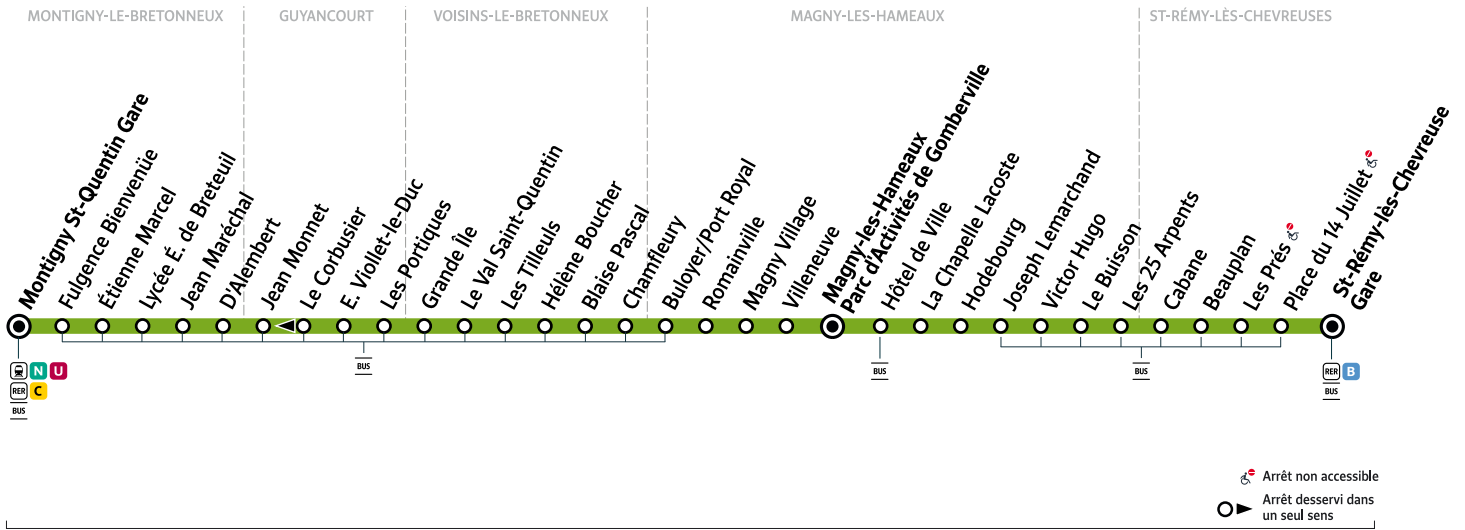 MONTIGNY-LE-BRETONNEUX
GUYANCOURT
VOISINS-LE-BRETONNEUX
MAGNY-LES-HAMEAUX
ST-RÉMY-LÈS-CHEVREUSES
Montigny St-Quentin Gare
Fulgence Bienvenüe
Étienne Marcel
Lycée É. de Breteuil
Jean Maréchal
D'Alembert
Jean Monnet
Le Corbusier
E. Viollet-le-Duc
Les Portiques
Grande Île
Le Val Saint-Quentin
Les Tilleuls
Hélène Boucher
Blaise Pascal
Chamfleury
Buloyer/Port Royal
Romainville
Magny Village
Villeneuve
Magny-les-Hameaux
Parc d'Activités de Gomberville
Hôtel de Ville
La Chapelle Lacoste
Hodebourg
Joseph Lemarchand
Victor Hugo
Le Buisson
Les 25 Arpents
Cabane
Beauplan
Les Prés
Place du 14 Juillet
St-Rémy-lès-Chevreuse
Gare
N U
RER C
BUS
BUS
BUS
BUS
RER B
BUS
Arrêt non accessible
Arrêt desservi dans
un seul sens